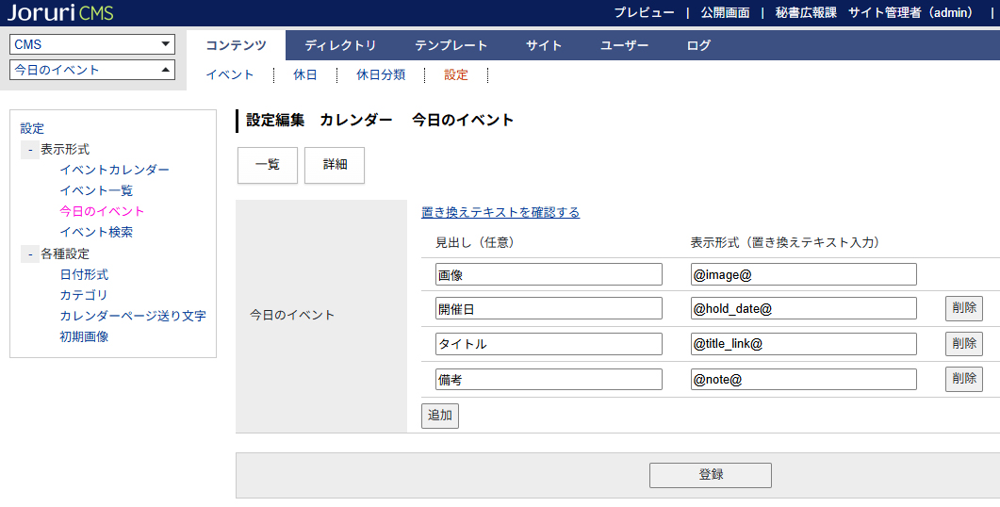 Joruri CMS
プレビュー | 公開画面 | 秘書広報課 サイト管理者（admin） |
CMS
今日のイベント
コンテンツ ディレクトリ テンプレート サイト ユーザー ログ
イベント 休日 休日分類 設定
設定
- 表示形式
イベントカレンダー
イベント一覧
今日のイベント
イベント検索
- 各種設定
日付形式
カテゴリ
カレンダーページ送り文字
初期画像
設定編集 カレンダー 今日のイベント
一覧 詳細
今日のイベント
置き換えテキストを確認する
見出し（任意） 表示形式（置き換えテキスト入力）
画像 @image@
開催日 @hold_date@ 削除
タイトル @title_link@ 削除
備考 @note@ 削除
追加
登録